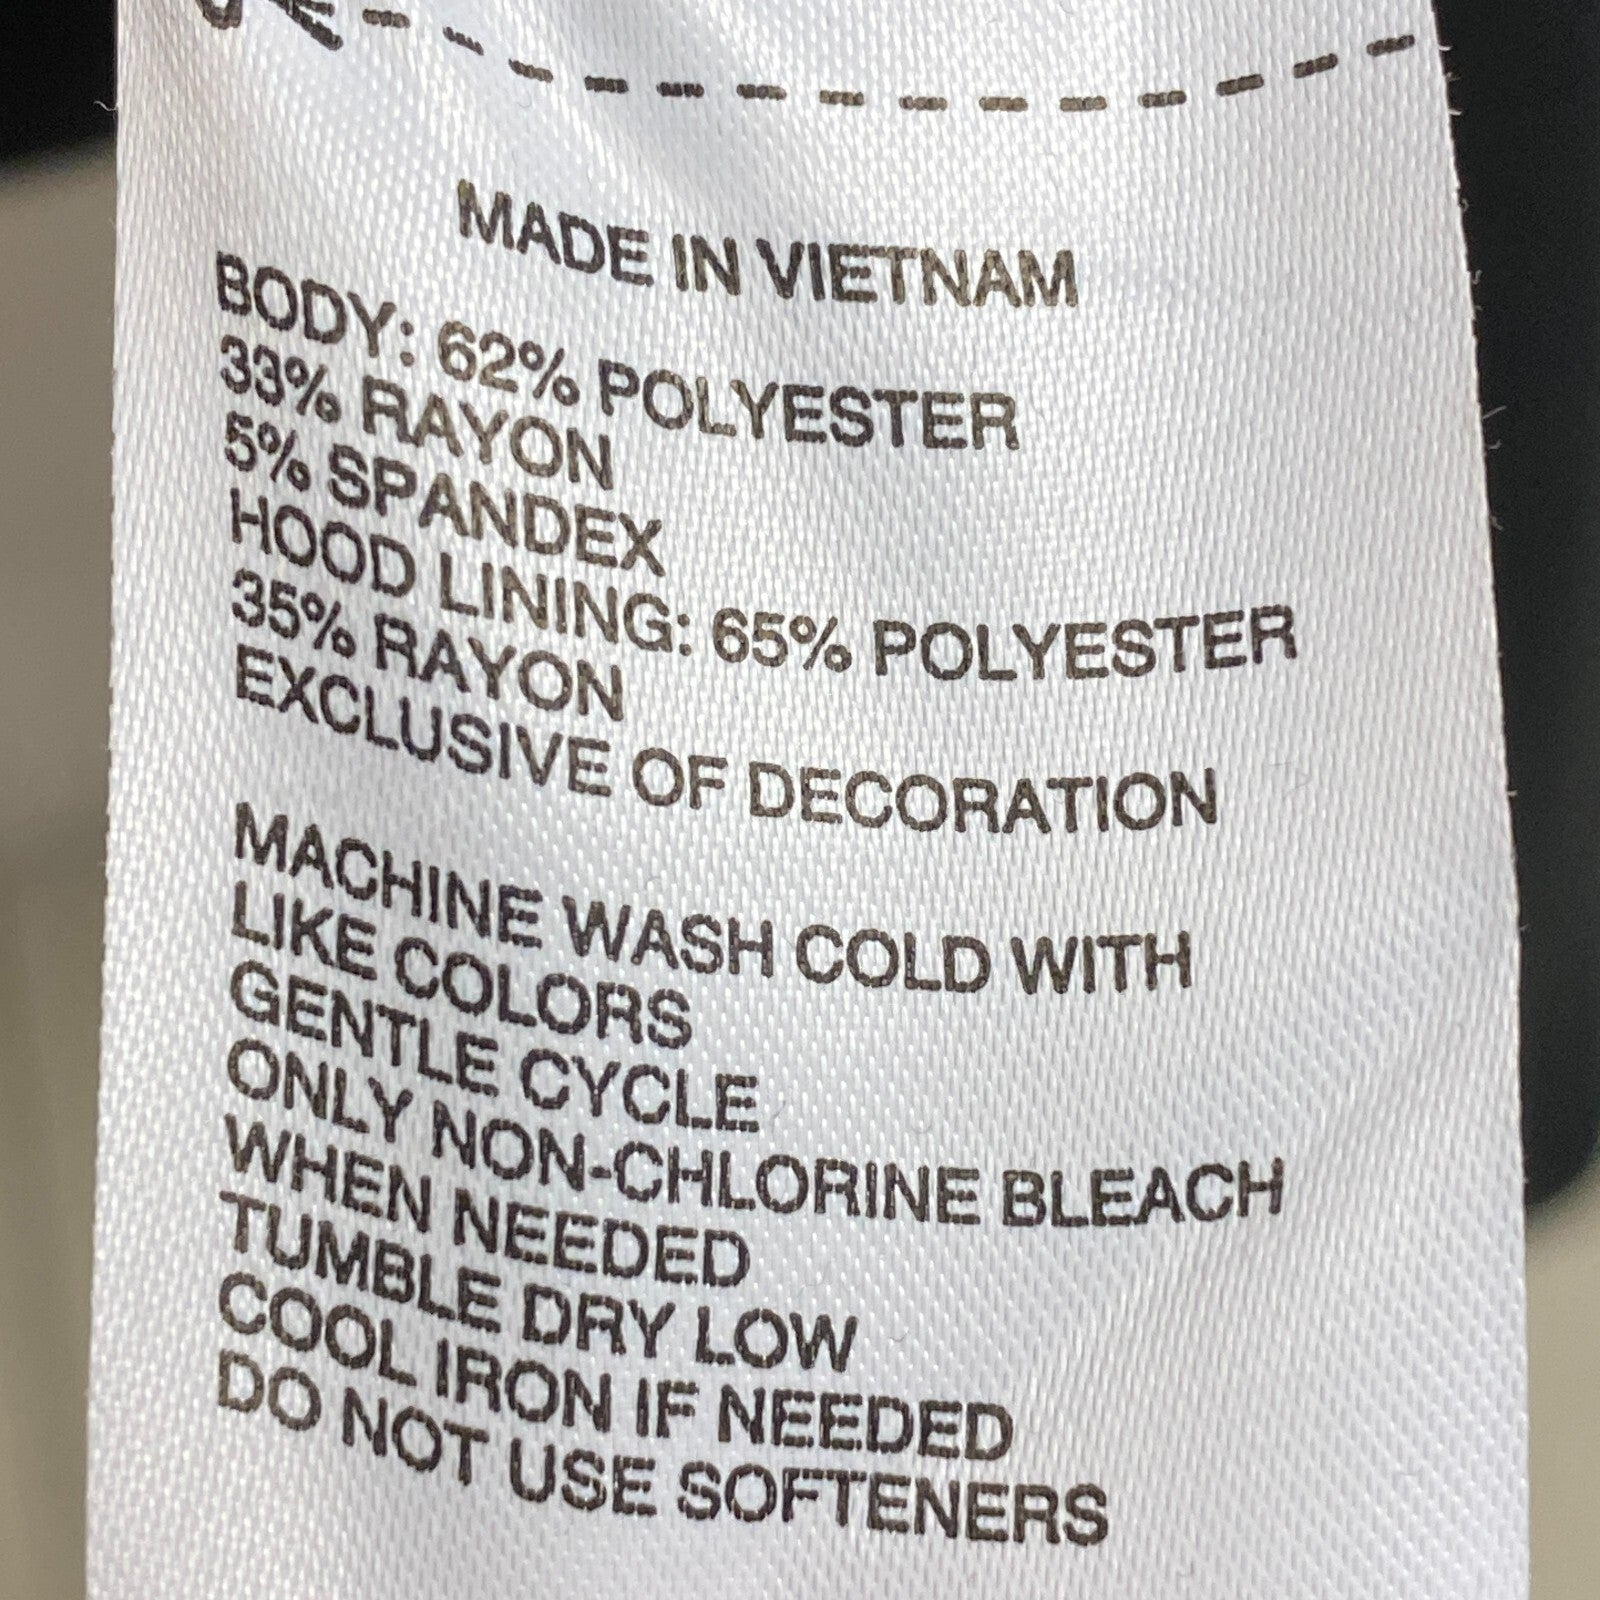 MADE IN VIETNAM
BODY: 62% POLYESTER
33% RAYON
5% SPANDEX
HOOD LINING: 65% POLYESTER
35% RAYON
EXCLUSIVE OF DECORATION
MACHINE WASH COLD WITH
LIKE COLORS
GENTLE CYCLE
ONLY NON-CHLORINE BLEACH
WHEN NEEDED
TUMBLE DRY LOW
COOL IRON IF NEEDED
DO NOT USE SOFTENERS